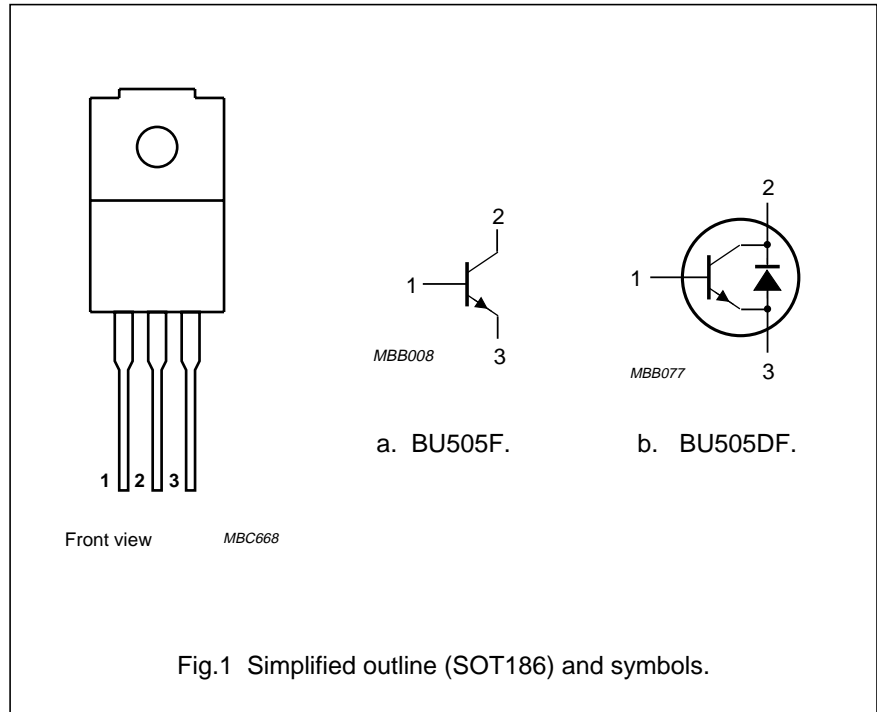 1 2 3
Front view
MBC668
2
1
3
MBB008
a. BU505F.
2
1
3
MBB077
b. BU505DF.
Fig.1 Simplified outline (SOT186) and symbols.